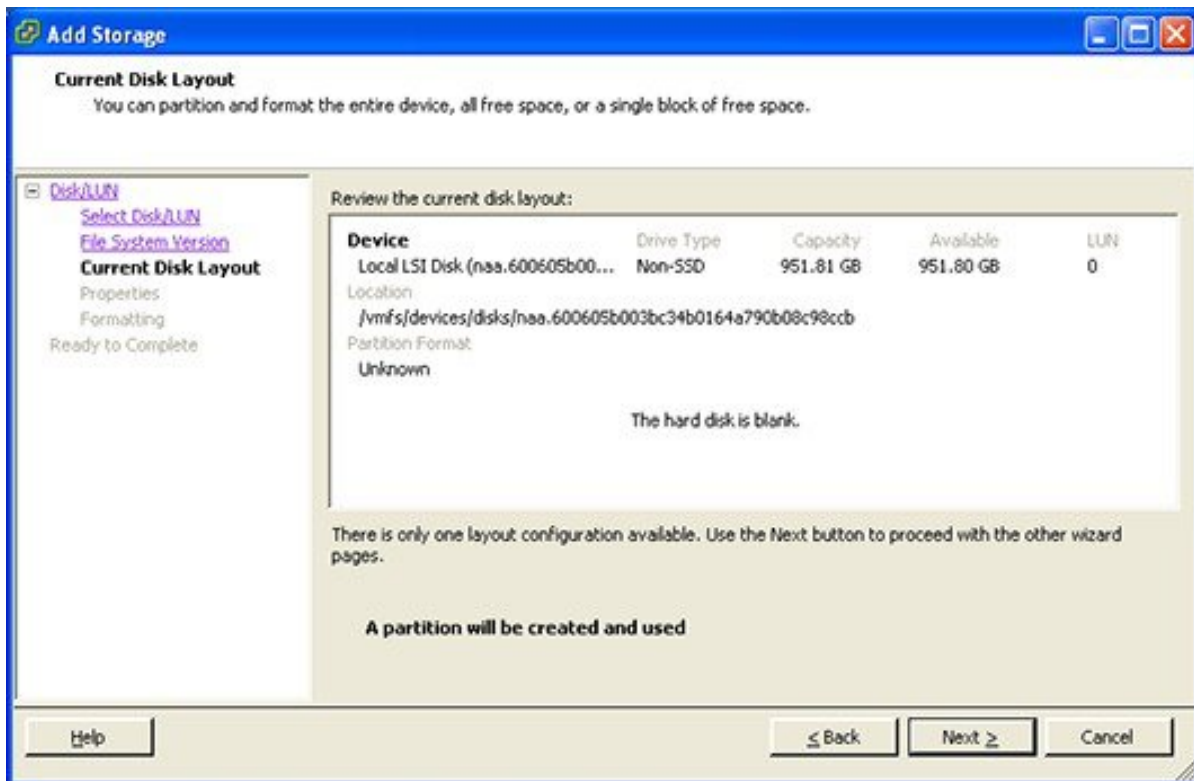 Add Storage
Current Disk Layout
You can partition and format the entire device, all free space, or a single block of free space.
Disk/LUN
Select Disk/LUN
File System Version
Current Disk Layout
Properties
Formatting
Ready to Complete
Review the current disk layout:
Device Drive Type Capacity Available LUN
Local LSI Disk (naa.600605b00... Non-SSD 951.81 GB 951.80 GB 0
Location
/vmfs/devices/disks/naa.600605b003bc34b0164a790b08c98ccb
Partition Format
Unknown
The hard disk is blank.
There is only one layout configuration available. Use the Next button to proceed with the other wizard
pages.
A partition will be created and used
Help ≤ Back Next ≥ Cancel